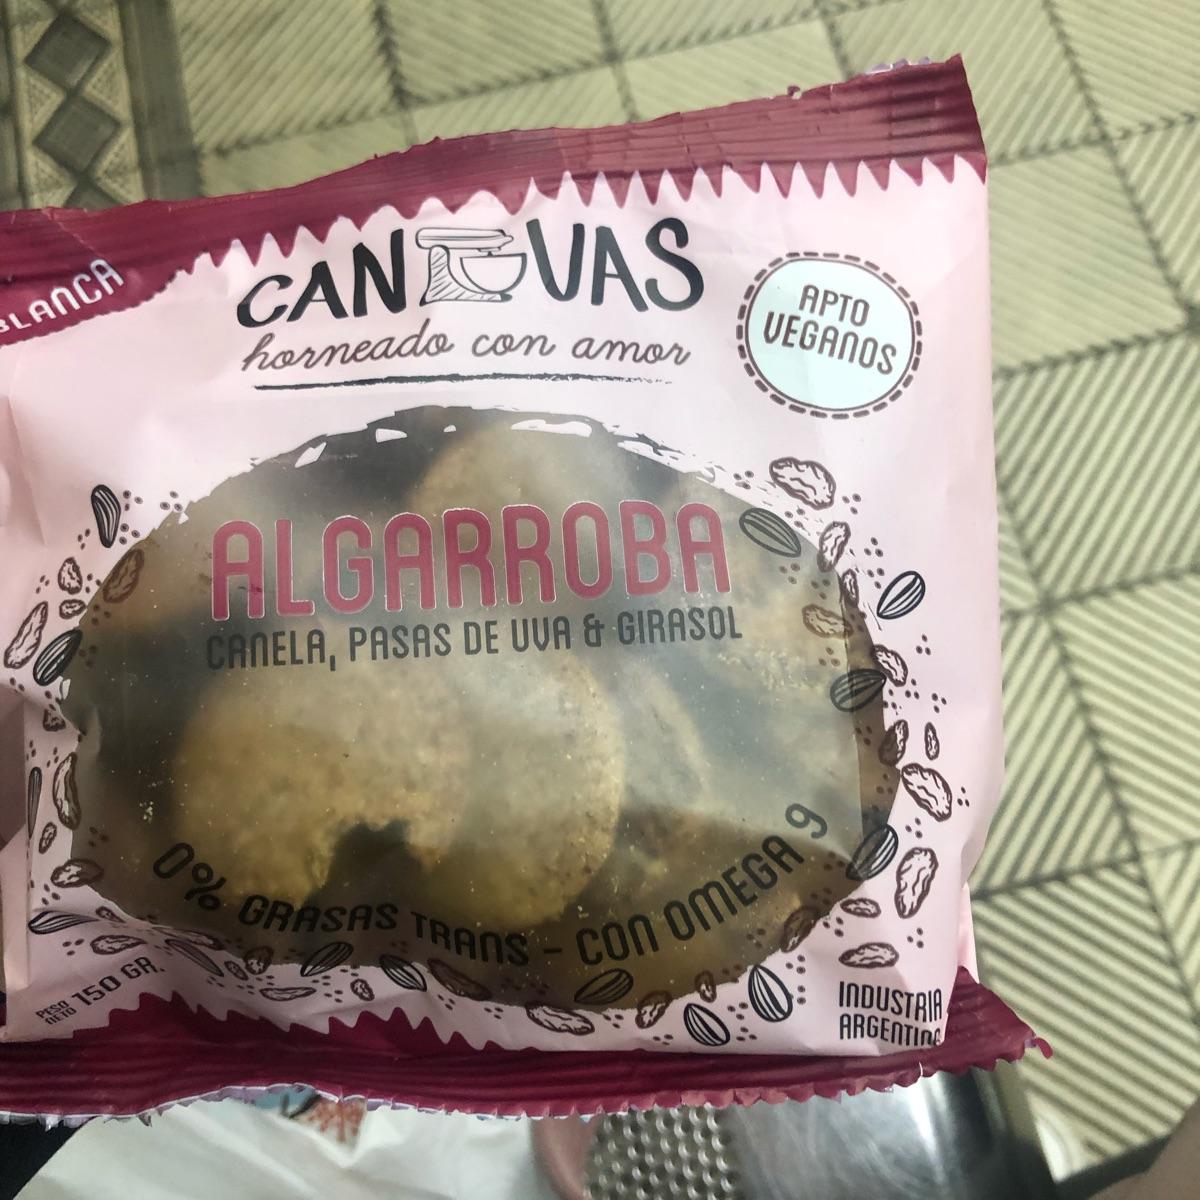 BLANCA
CANOVAS
horneado con amor
APTO
VEGANOS
ALGARROBA
CANELA, PASAS DE UVA & GIRASOL
0% GRASAS TRANS - CON OMEGA 9
PESO
NETO 150 GR.
INDUSTRIA
ARGENTINA